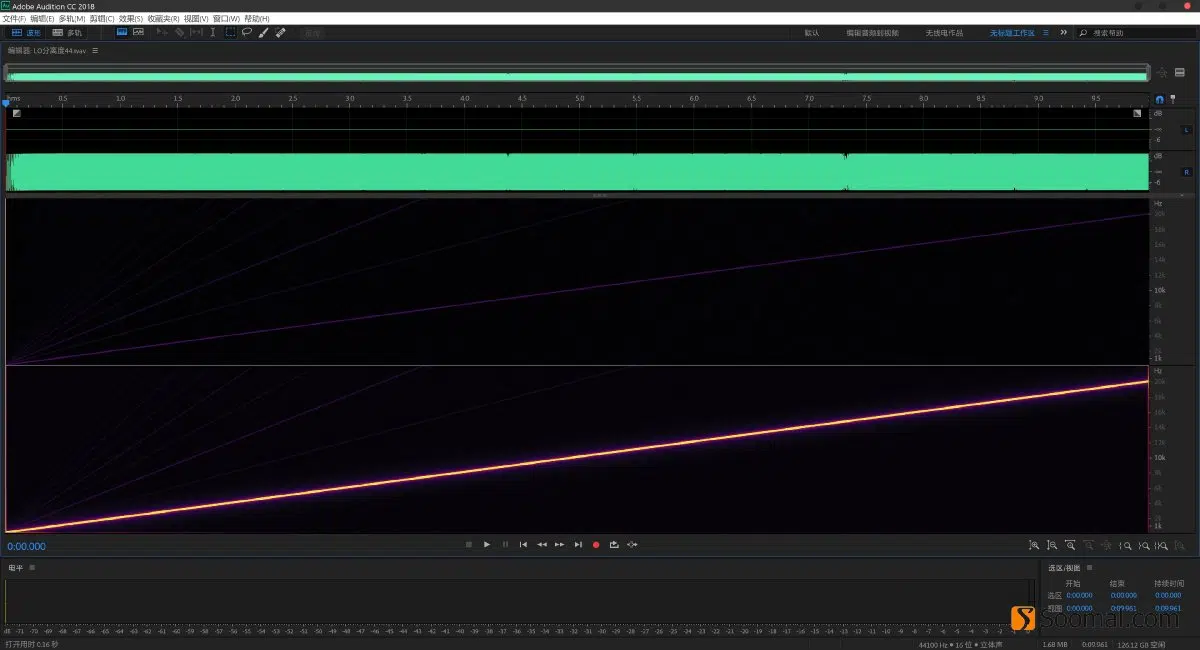 Adobe Audition CC 2018
文件(F) 编辑(E) 多轨(M) 剪辑(C) 效果(S) 收藏夹(R) 视图(V) 窗口(W) 帮助(H)
波形 多轨 默认 编辑音频到视频 无线电作品 无标题工作区 搜索帮助
编辑器: LO分离度44.wav
hms 0.5 1.0 1.5 2.0 2.5 3.0 3.5 4.0 4.5 5.0 5.5 6.0 6.5 7.0 7.5 8.0 8.5 9.0 9.5
dB
-∞ L
-6
dB
-∞ R
-6
Hz
20k
18k
16k
14k
12k
10k
8k
6k
4k
2k
1k
Hz
20k
18k
16k
14k
12k
10k
8k
6k
4k
2k
1k
0:00.000
电平
选区/视图
开始 结束 持续时间
选区 0:00.000 0:00.000 0:00.000
视图 0:00.000 0:09.961 0:09.961
Soomal.com
dB -71 -70 -69 -68 -67 -66 -65 -64 -63 -62 -61 -60 -59 -58 -57 -56 -55 -54 -53 -52 -51 -50 -49 -48 -47 -46 -45 -44 -43 -42 -41 -40 -39 -38 -37 -36 -35 -34 -33 -32 -31 -30 -29 -28 -27 -26 -25 -24 -23 -22 -21 -20 -19 -18 -17 -16 -15 -14 -13 -12 -11 -10 -9 -8 -7 -6 -5 -4 -3 -2 -1 0
打开用时 0.16 秒 44100 Hz • 16 位 • 立体声 1.68 MB 0:09.961 126.12 GB 空闲